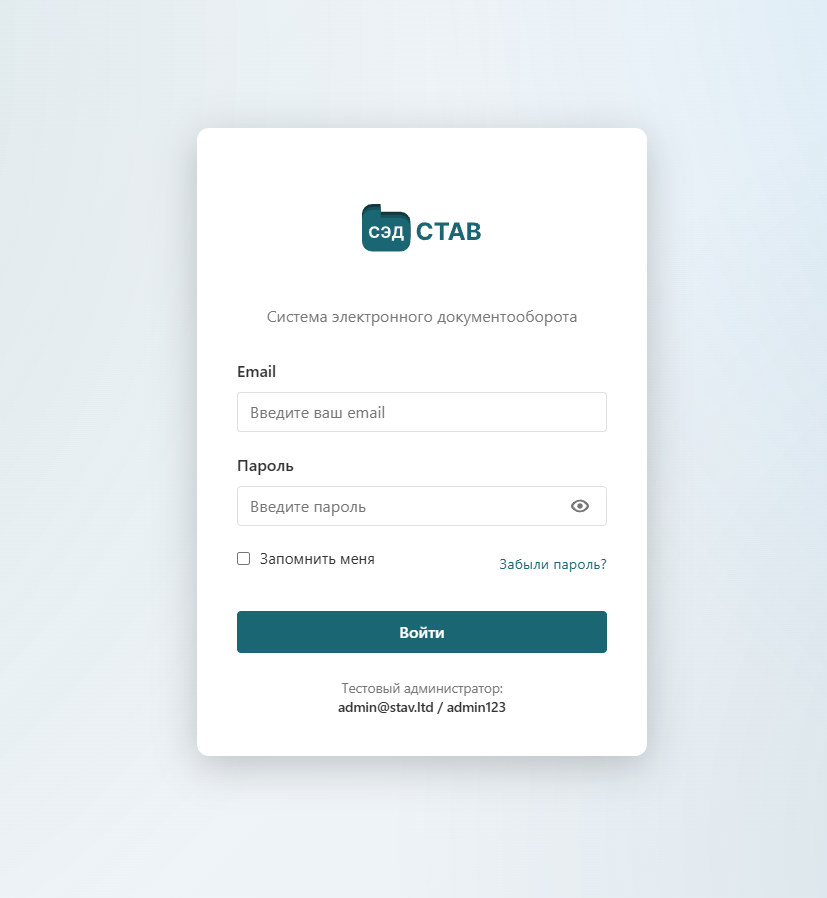 СЭД СТАВ
Система электронного документооборота
Email
Введите ваш email
Пароль
Введите пароль
Запомнить меня
Забыли пароль?
Войти
Тестовый администратор:
admin@stav.ltd / admin123